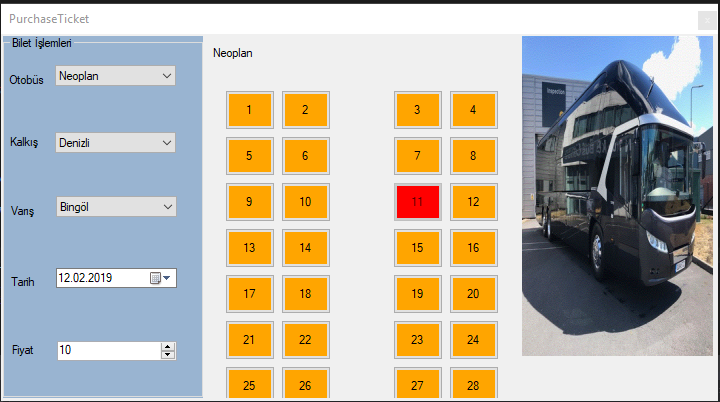 PurchaseTicket
Bilet İşlemleri
Otobüs Neoplan
Kalkış Denizli
Varış Bingöl
Tarih 12.02.2019
Fiyat 10
Neoplan
1 2 3 4
5 6 7 8
9 10 11 12
13 14 15 16
17 18 19 20
21 22 23 24
25 26 27 28
Inspection